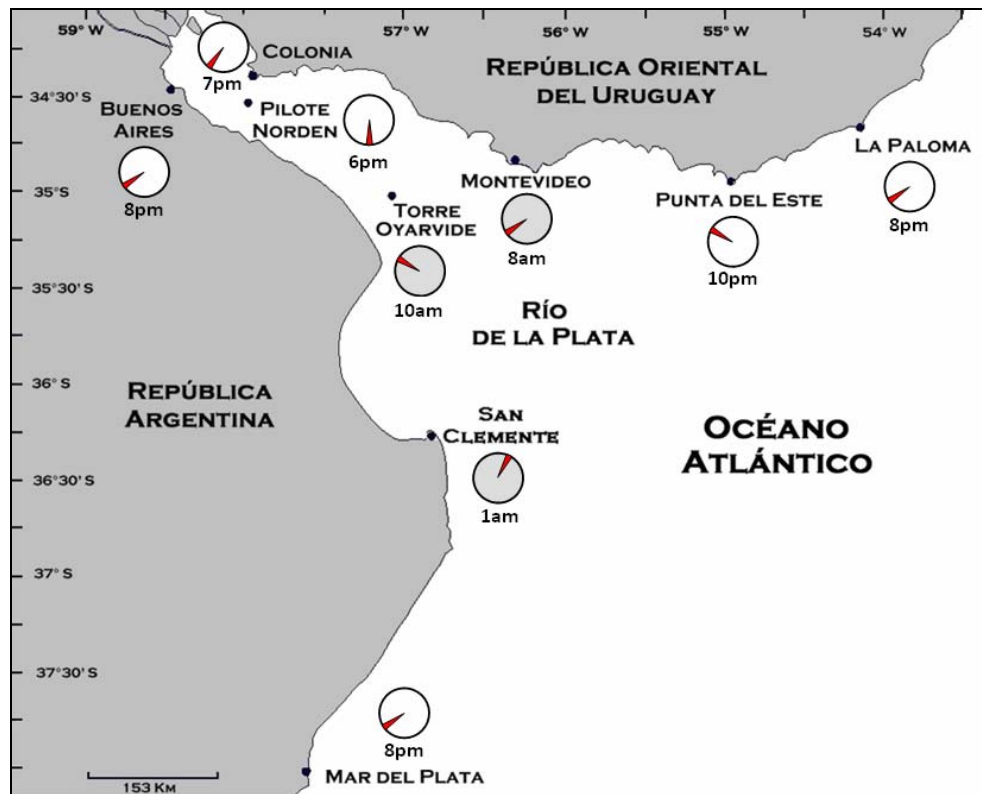 59°W
57°W
56°W
55°W
54°W
COLONIA
7pm
REPÚBLICA ORIENTAL
DEL URUGUAY
34°30'S
BUENOS
AIRES
PILOTE
NORDEN
6pm
8pm
LA PALOMA
8pm
35°S
MONTEVIDEO
8am
PUNTA DEL ESTE
10pm
TORRE
OYARVIDE
10am
35°30'S
RÍO
DE LA PLATA
36°S
REPÚBLICA
ARGENTINA
SAN
CLEMENTE
1am
OCÉANO
ATLÁNTICO
36°30'S
37°S
37°30'S
8pm
MAR DEL PLATA
153 KM